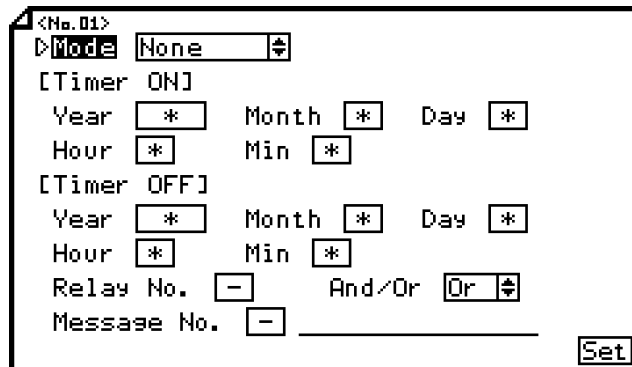 <No.01>
Mode None
[Timer ON]
Year * Month * Day *
Hour * Min *
[Timer OFF]
Year * Month * Day *
Hour * Min *
Relay No. - And/Or Or
Message No. -
Set